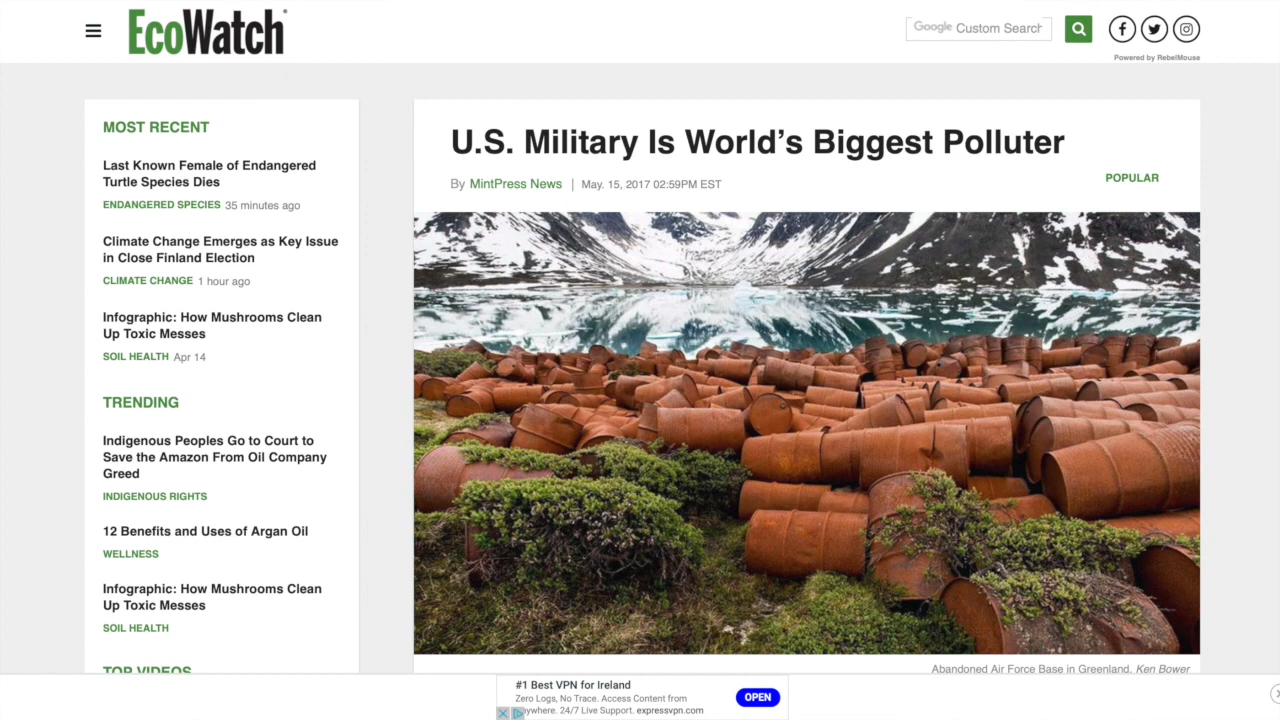 EcoWatch
Google Custom Search
Powered by RebelMouse
MOST RECENT
Last Known Female of Endangered
Turtle Species Dies
ENDANGERED SPECIES 35 minutes ago
Climate Change Emerges as Key Issue
in Close Finland Election
CLIMATE CHANGE 1 hour ago
Infographic: How Mushrooms Clean
Up Toxic Messes
SOIL HEALTH Apr 14
TRENDING
Indigenous Peoples Go to Court to
Save the Amazon From Oil Company
Greed
INDIGENOUS RIGHTS
12 Benefits and Uses of Argan Oil
WELLNESS
Infographic: How Mushrooms Clean
Up Toxic Messes
SOIL HEALTH
TOP VIDEOS
U.S. Military Is World's Biggest Polluter
By MintPress News | May. 15, 2017 02:59PM EST
POPULAR
Abandoned Air Force Base in Greenland. Ken Bower
#1 Best VPN for Ireland
Zero Logs, No Trace. Access Content from
ywhere. 24/7 Live Support. expressvpn.com
OPEN